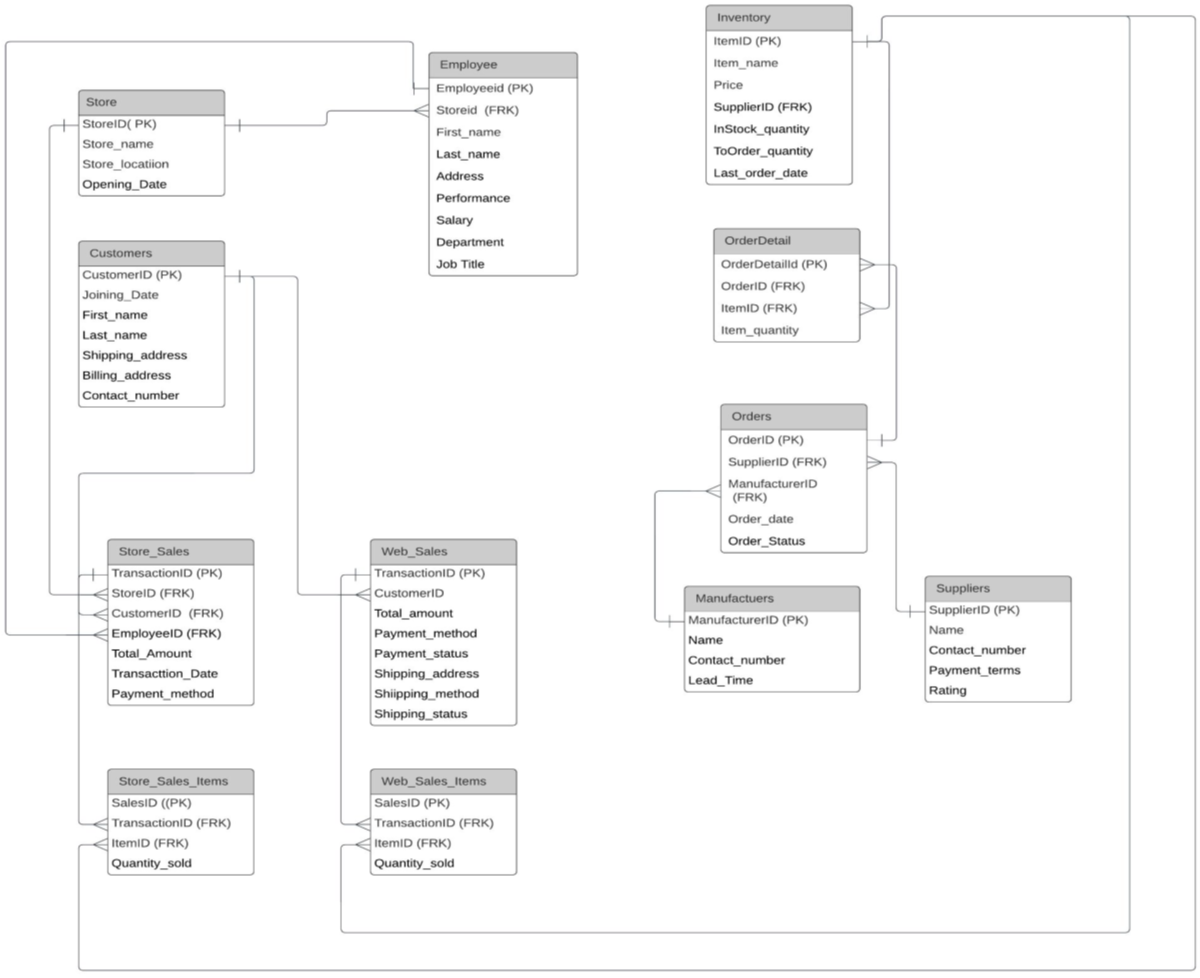 Store
StoreID( PK)
Store_name
Store_locatiion
Opening_Date
Employee
Employeeid (PK)
Storeid (FRK)
First_name
Last_name
Address
Performance
Salary
Department
Job Title
Inventory
ItemID (PK)
Item_name
Price
SupplierID (FRK)
InStock_quantity
ToOrder_quantity
Last_order_date
Customers
CustomerID (PK)
Joining_Date
First_name
Last_name
Shipping_address
Billing_address
Contact_number
OrderDetail
OrderDetailId (PK)
OrderID (FRK)
ItemID (FRK)
Item_quantity
Orders
OrderID (PK)
SupplierID (FRK)
ManufacturerID
(FRK)
Order_date
Order_Status
Store_Sales
TransactionID (PK)
StoreID (FRK)
CustomerID (FRK)
EmployeeID (FRK)
Total_Amount
Transacttion_Date
Payment_method
Web_Sales
TransactionID (PK)
CustomerID
Total_amount
Payment_method
Payment_status
Shipping_address
Shiipping_method
Shipping_status
Manufactuers
ManufacturerID (PK)
Name
Contact_number
Lead_Time
Suppliers
SupplierID (PK)
Name
Contact_number
Payment_terms
Rating
Store_Sales_Items
SalesID ((PK)
TransactionID (FRK)
ItemID (FRK)
Quantity_sold
Web_Sales_Items
SalesID (PK)
TransactionID (FRK)
ItemID (FRK)
Quantity_sold